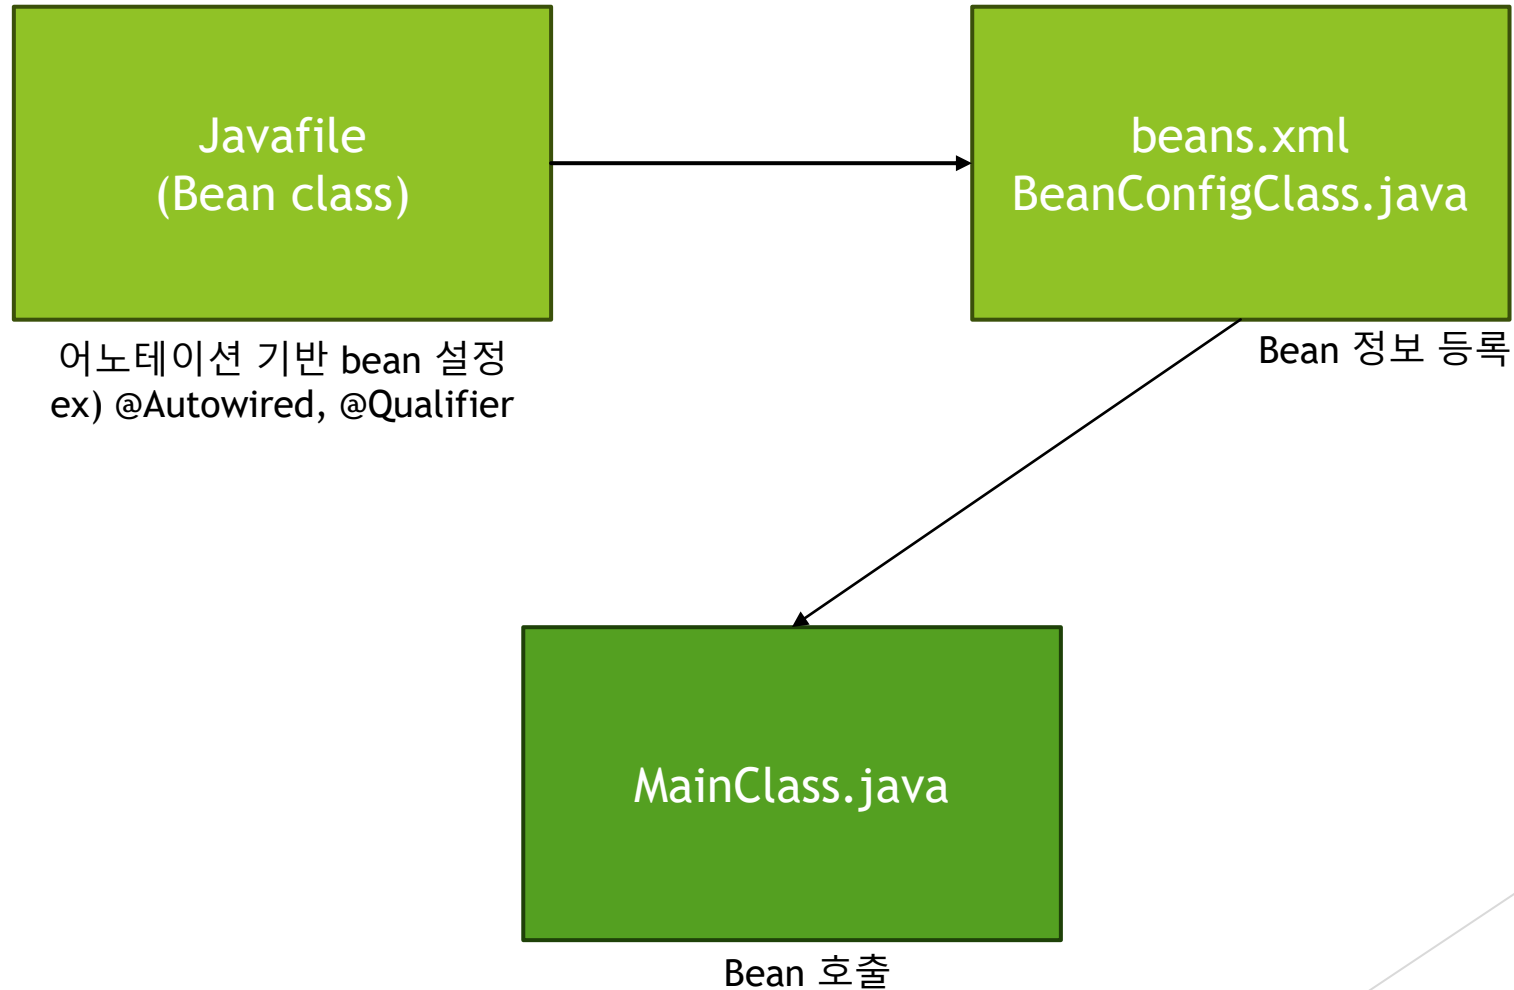 Javafile
(Bean class)
beans.xml
BeanConfigClass.java
어노테이션 기반 bean 설정
ex) @Autowired, @Qualifier
Bean 정보 등록
MainClass.java
Bean 호출